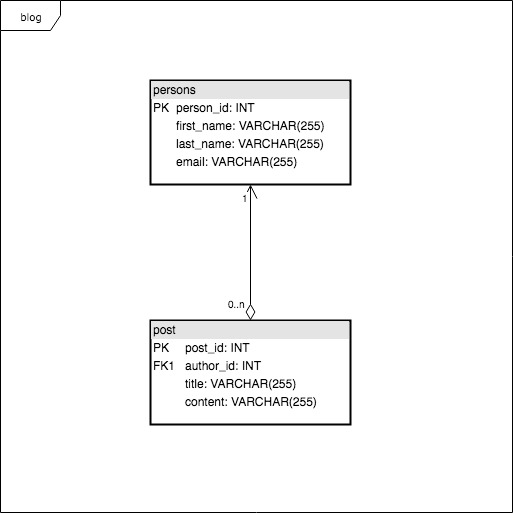 blog
persons
PK person_id: INT
first_name: VARCHAR(255)
last_name: VARCHAR(255)
email: VARCHAR(255)
1
0..n
post
PK post_id: INT
FK1 author_id: INT
title: VARCHAR(255)
content: VARCHAR(255)